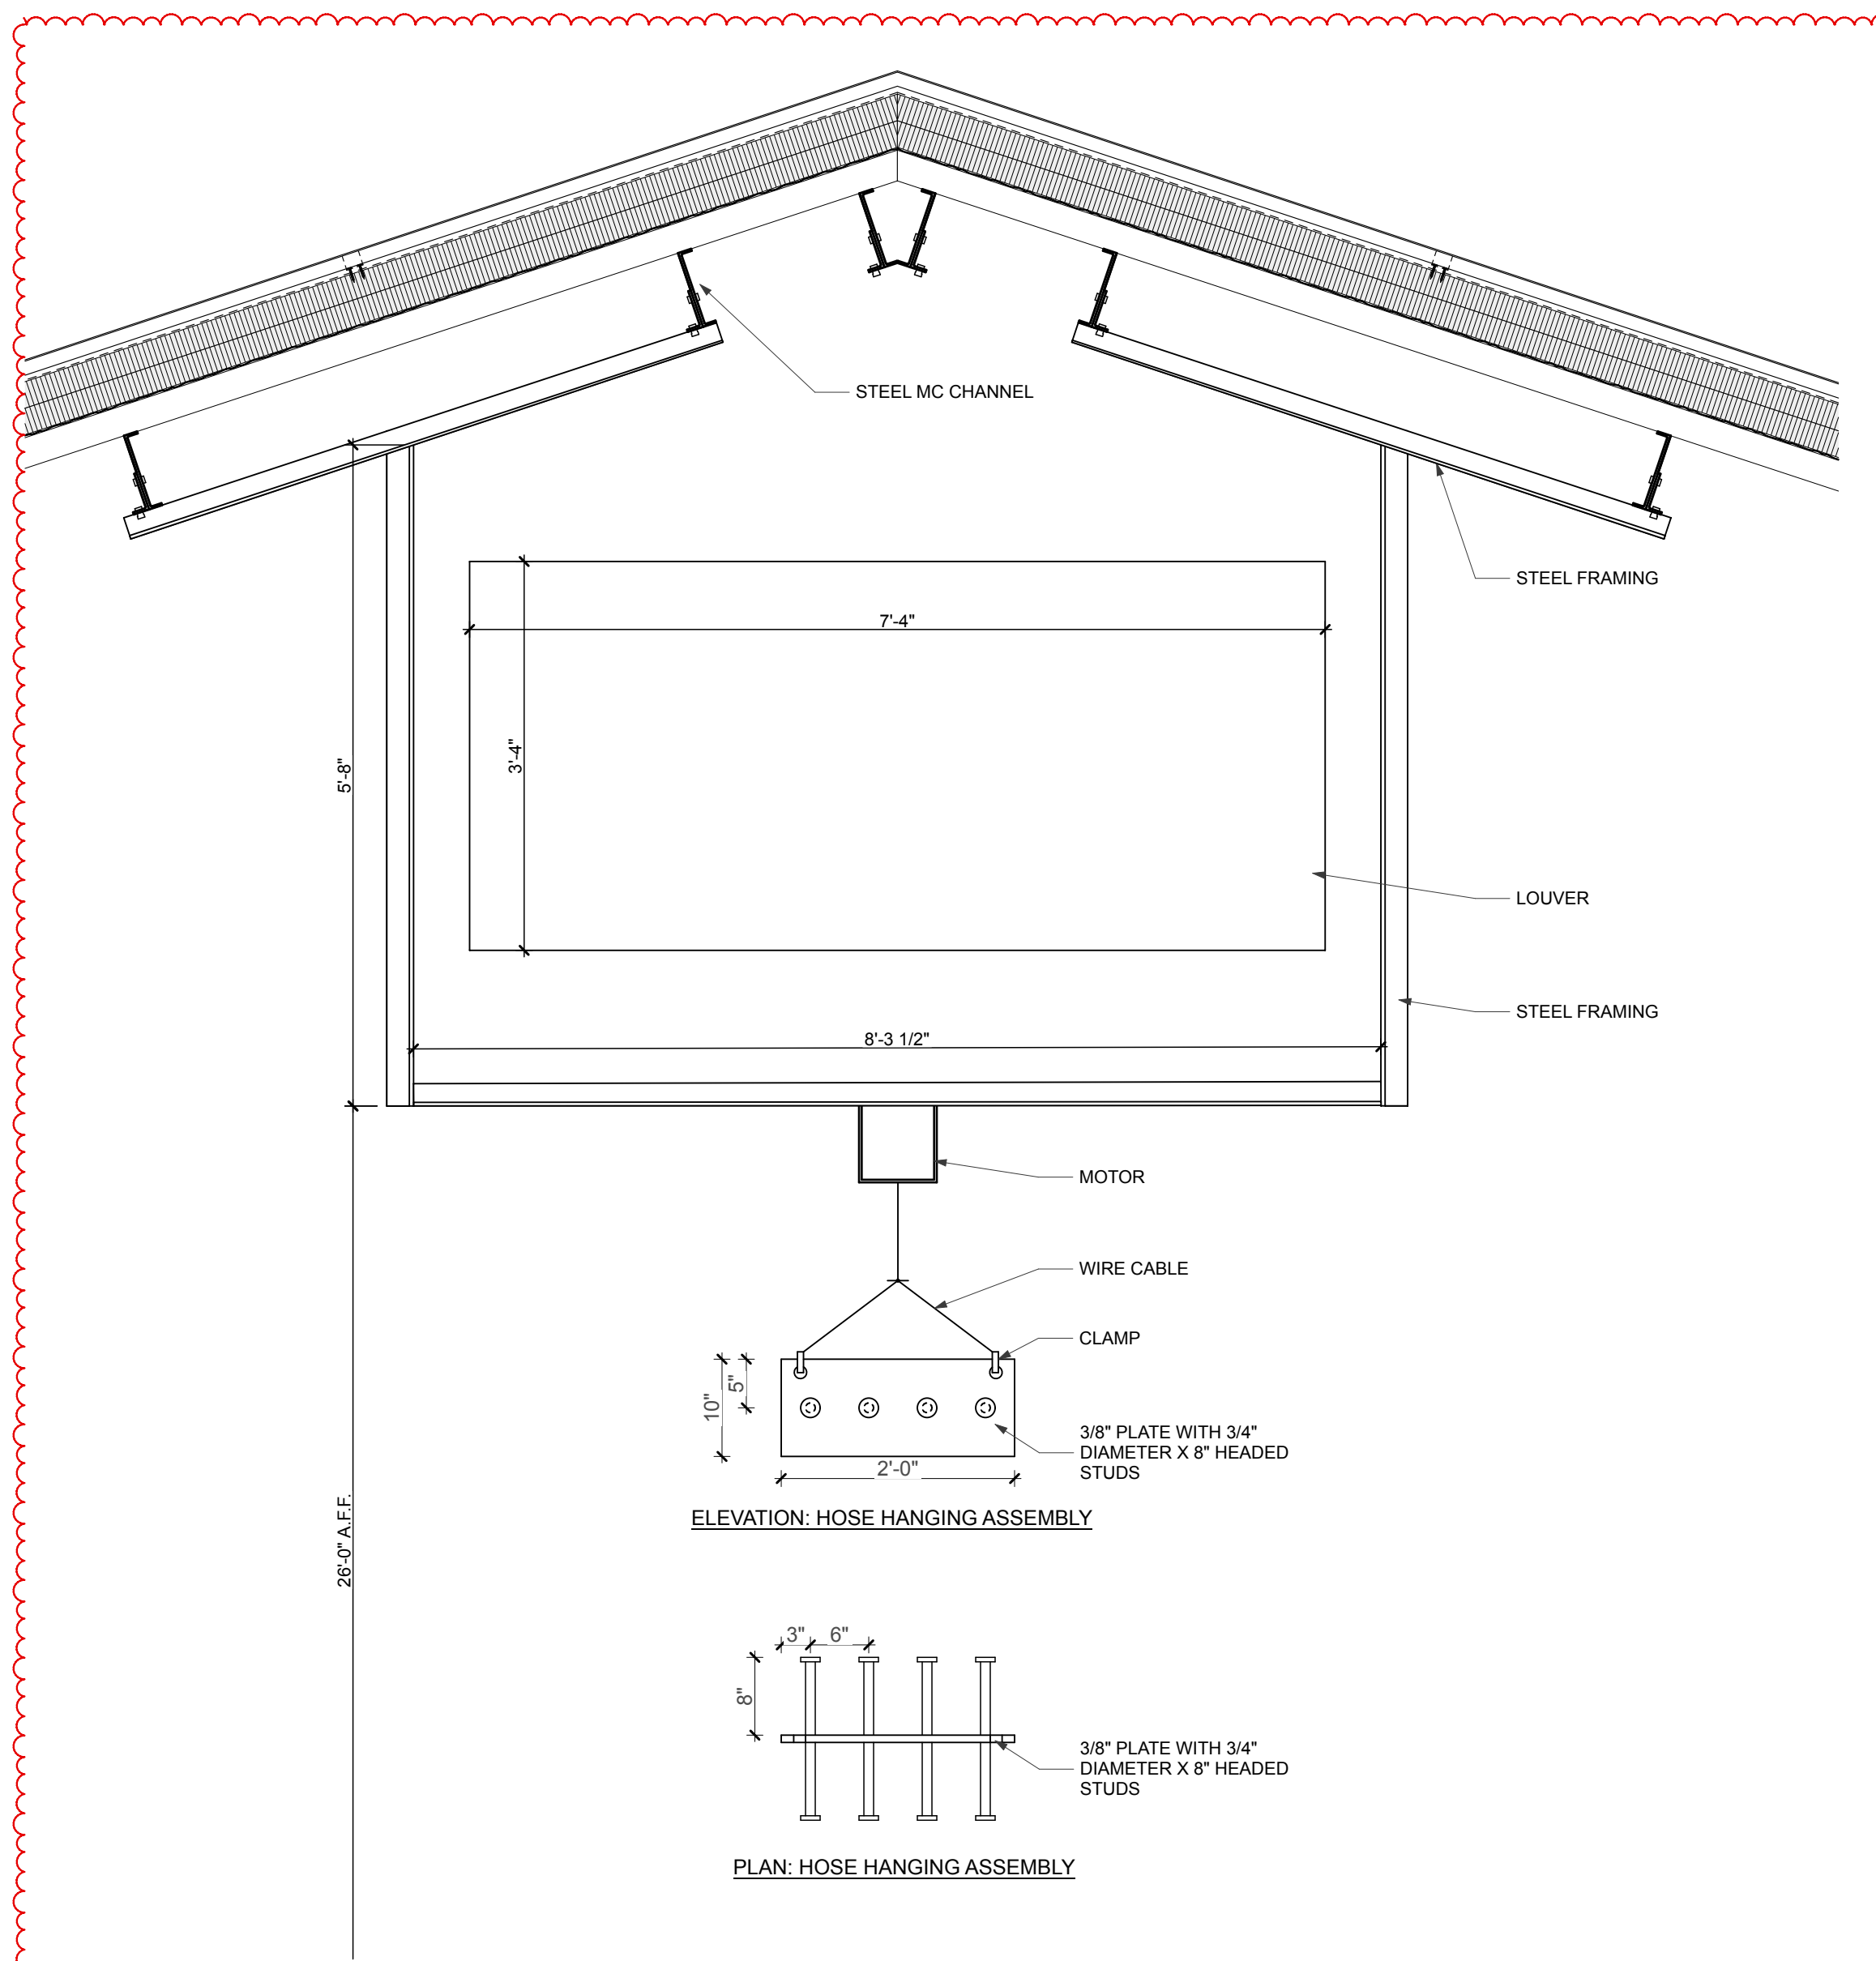 STEEL MC CHANNEL
STEEL FRAMING
7'-4"
3'-4"
5'-8"
LOUVER
STEEL FRAMING
8'-3 1/2"
MOTOR
WIRE CABLE
CLAMP
5"
10"
3/8" PLATE WITH 3/4"
DIAMETER X 8" HEADED
STUDS
2'-0"
ELEVATION: HOSE HANGING ASSEMBLY
26'-0" A.F.F.
3"
6"
8"
3/8" PLATE WITH 3/4"
DIAMETER X 8" HEADED
STUDS
PLAN: HOSE HANGING ASSEMBLY